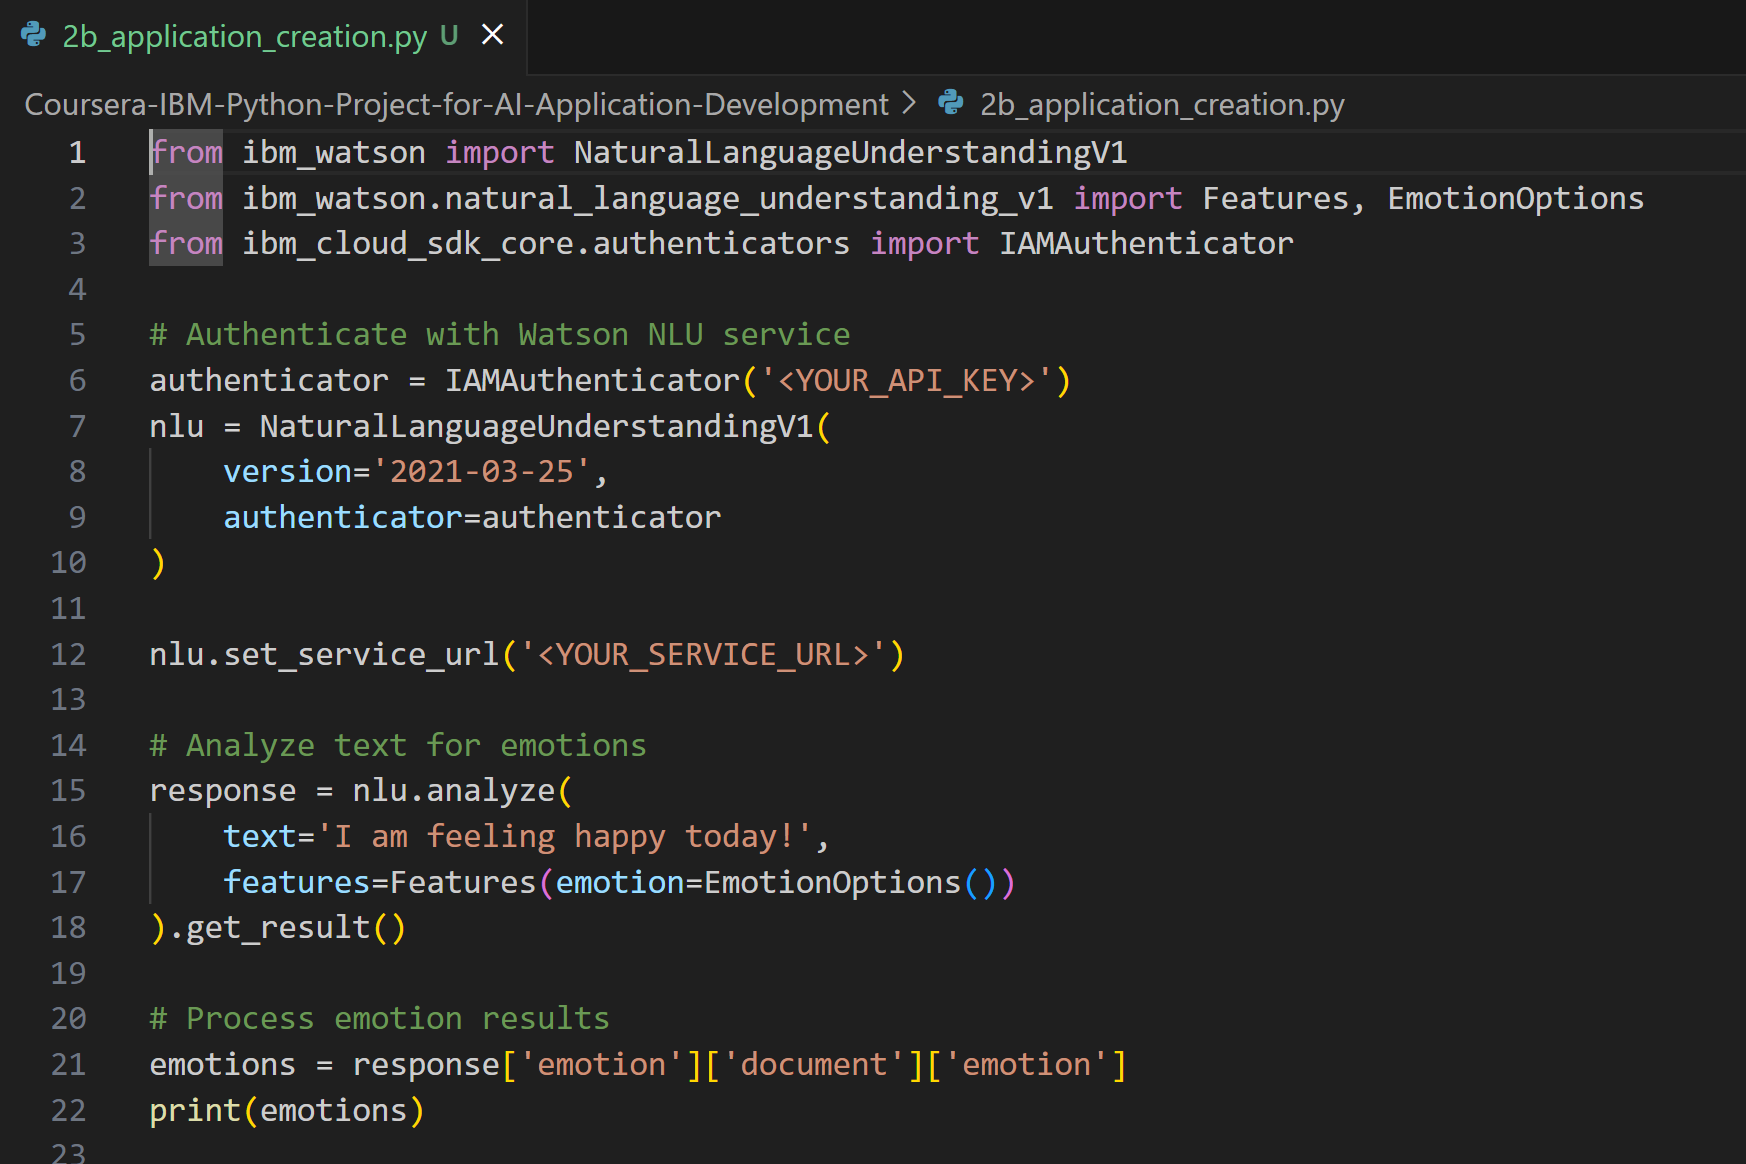 2b_application_creation.py U ×
Coursera-IBM-Python-Project-for-AI-Application-Development > 2b_application_creation.py
1 from ibm_watson import NaturalLanguageUnderstandingV1
2 from ibm_watson.natural_language_understanding_v1 import Features, EmotionOptions
3 from ibm_cloud_sdk_core.authenticators import IAMAuthenticator
4
5 # Authenticate with Watson NLU service
6 authenticator = IAMAuthenticator('<YOUR_API_KEY>')
7 nlu = NaturalLanguageUnderstandingV1(
8     version='2021-03-25',
9     authenticator=authenticator
10 )
11
12 nlu.set_service_url('<YOUR_SERVICE_URL>')
13
14 # Analyze text for emotions
15 response = nlu.analyze(
16     text='I am feeling happy today!',
17     features=Features(emotion=EmotionOptions())
18 ).get_result()
19
20 # Process emotion results
21 emotions = response['emotion']['document']['emotion']
22 print(emotions)
23